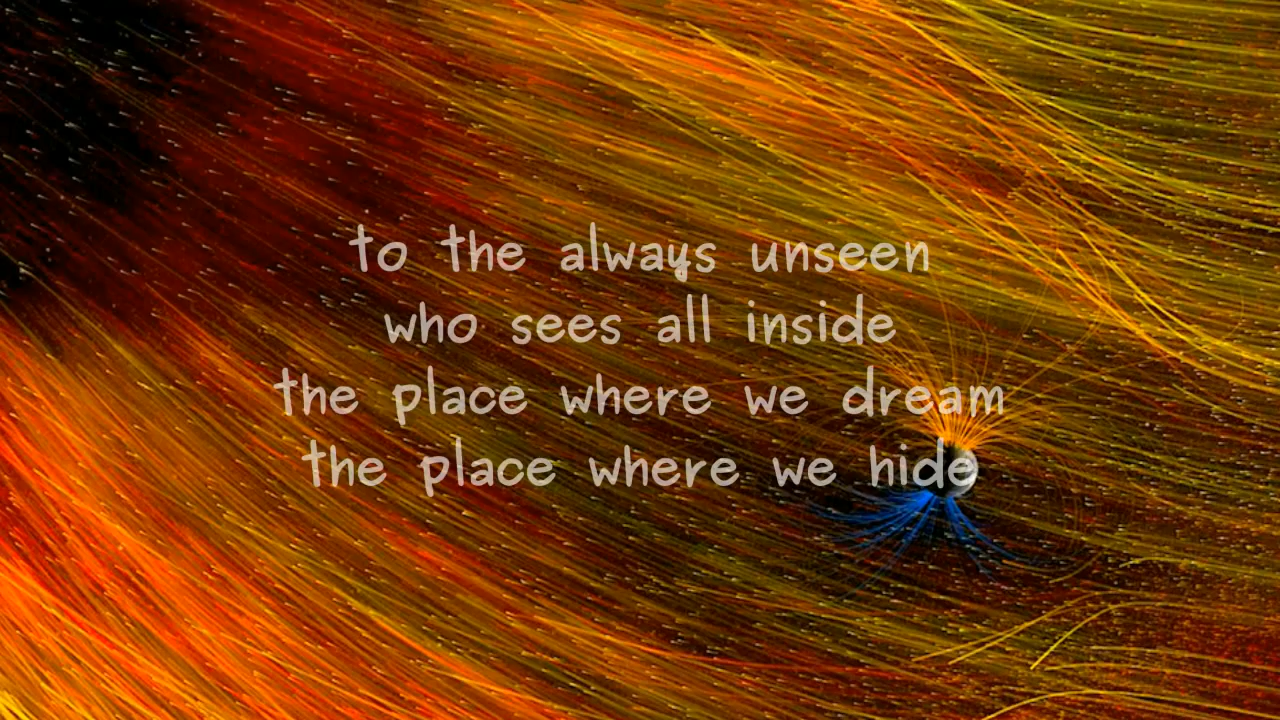 to the always unseen
who sees all inside
the place where we dream
the place where we hide